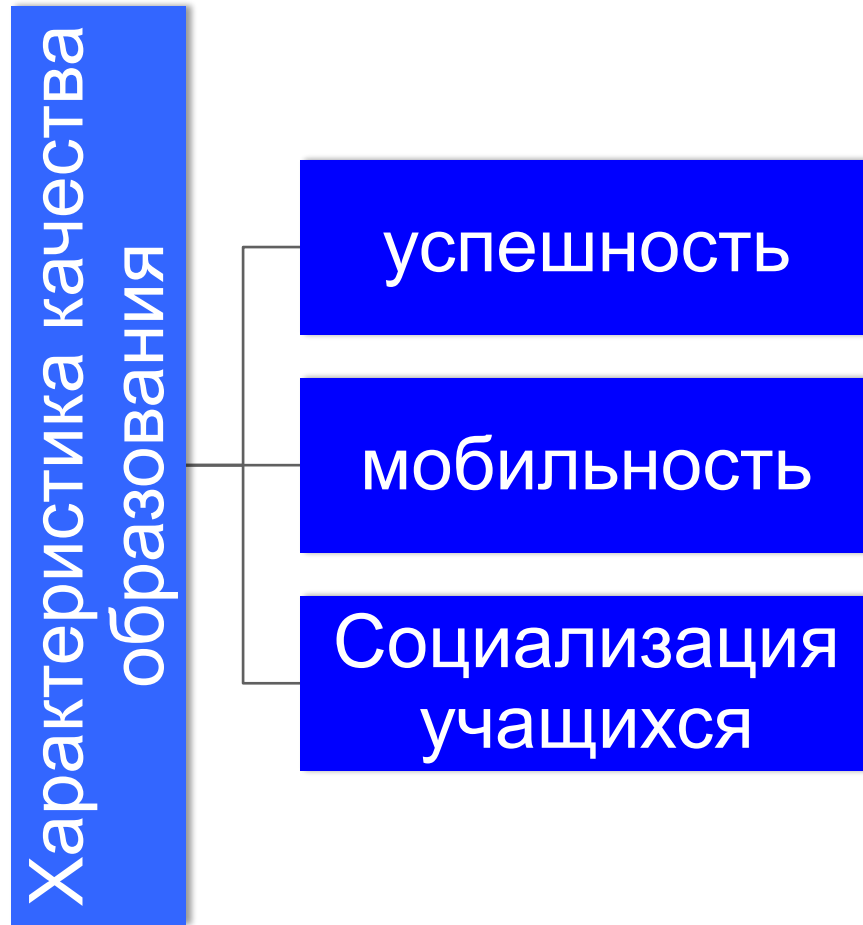 Характеристика качества
образования
успешность
мобильность
Социализация
учащихся